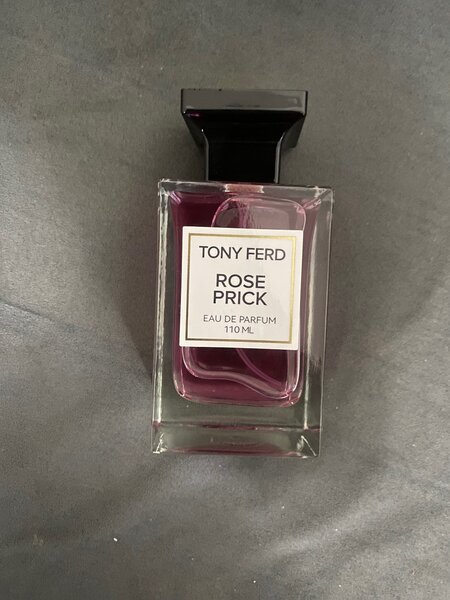 TONY FERD
ROSE
PRICK
EAU DE PARFUM
110 ML